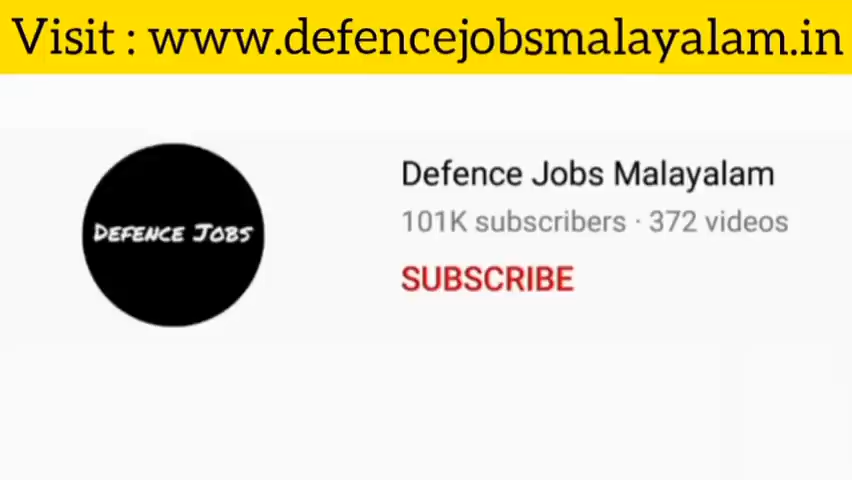 Visit : www.defencejobsmalayalam.in
DEFENCE JOBS
Defence Jobs Malayalam
101K subscribers · 372 videos
SUBSCRIBE